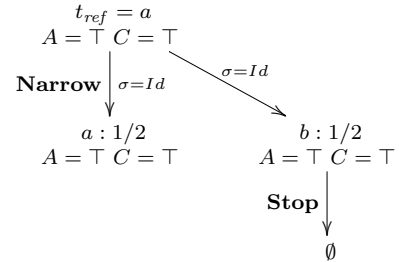 t_ref = a
A = ⊤ C = ⊤
Narrow σ=Id σ=Id
a : 1/2 b : 1/2
A = ⊤ C = ⊤ A = ⊤ C = ⊤
Stop
∅